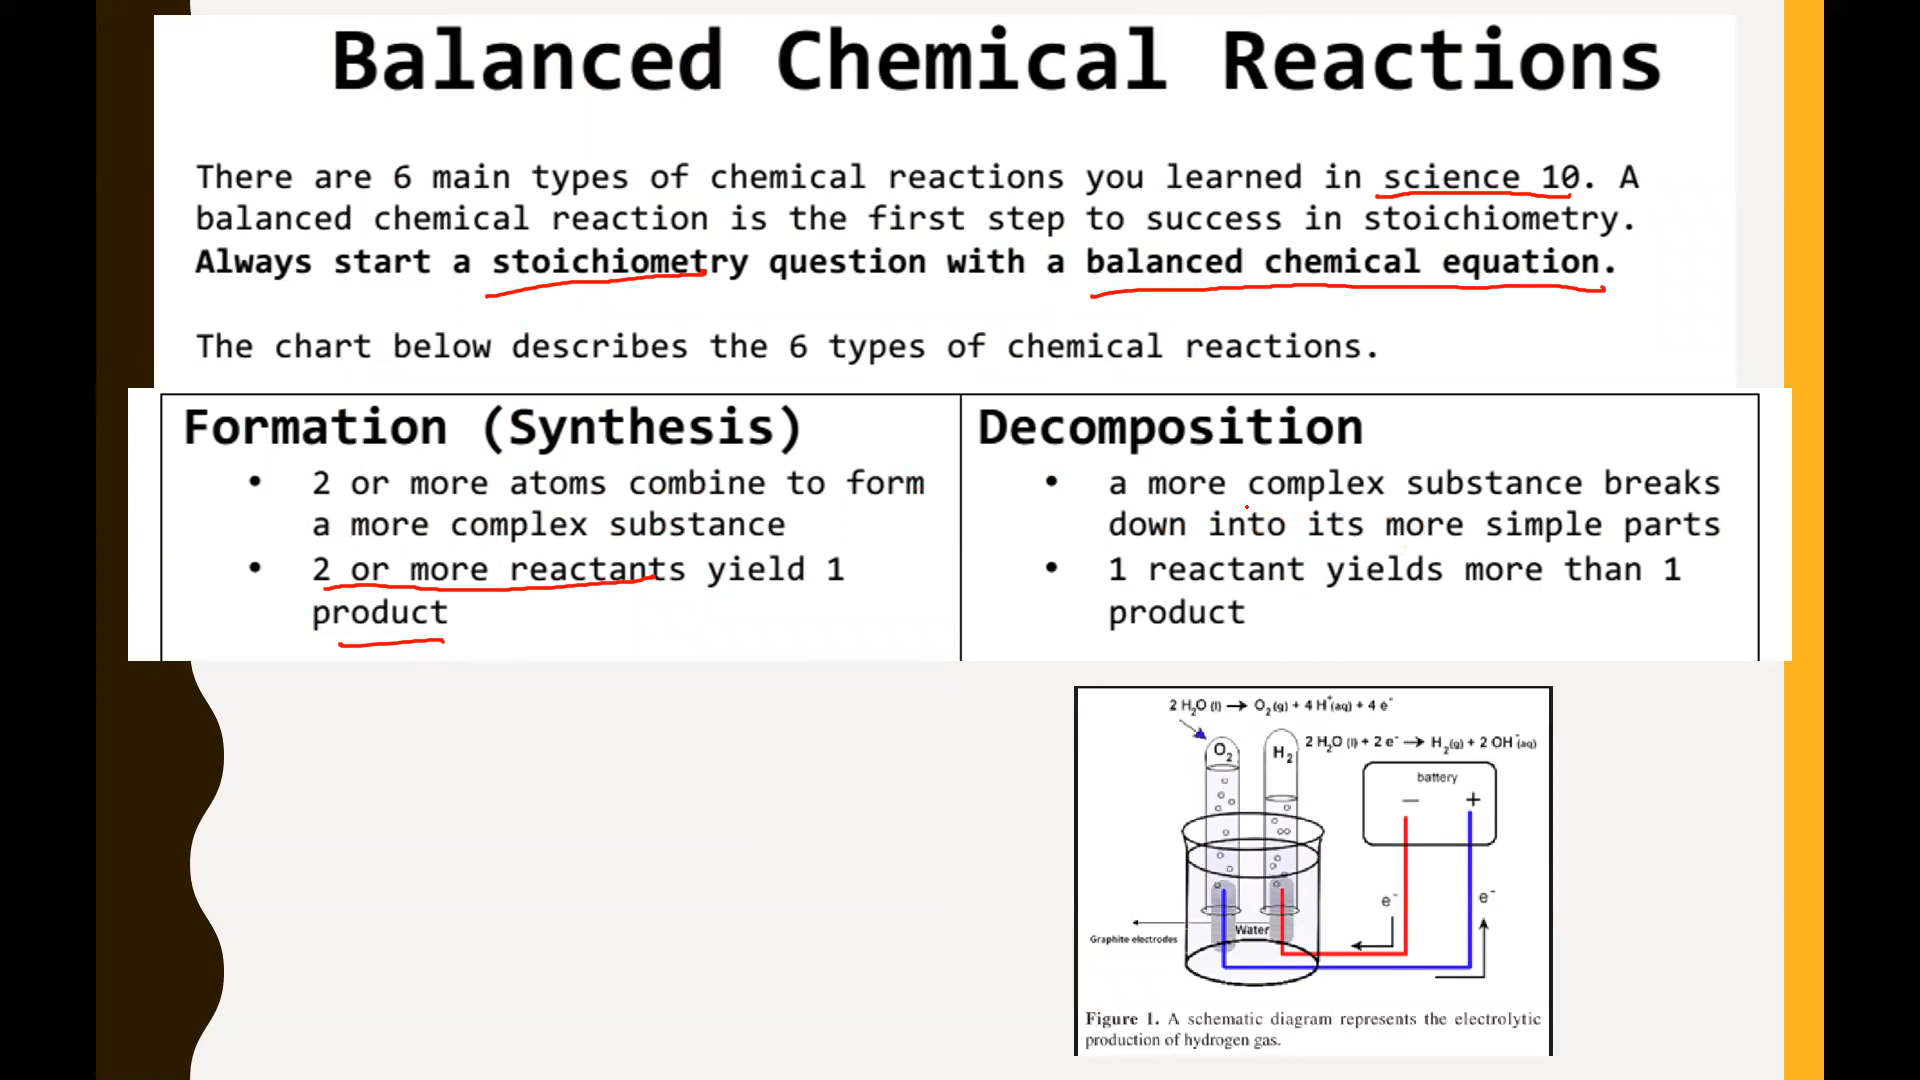 Balanced Chemical Reactions
There are 6 main types of chemical reactions you learned in science 10. A
balanced chemical reaction is the first step to success in stoichiometry.
Always start a stoichiometry question with a balanced chemical equation.
The chart below describes the 6 types of chemical reactions.
Formation (Synthesis)
• 2 or more atoms combine to form
a more complex substance
• 2 or more reactants yield 1
product
Decomposition
• a more complex substance breaks
down into its more simple parts
• 1 reactant yields more than 1
product
2 H₂O (l) → O₂(g) + 4 H⁺(aq) + 4 e⁻
2 H₂O (l) + 2 e⁻ → H₂(g) + 2 OH⁻(aq)
O₂
H₂
battery
− +
e⁻
e⁻
Water
Graphite electrodes
Figure 1. A schematic diagram represents the electrolytic
production of hydrogen gas.